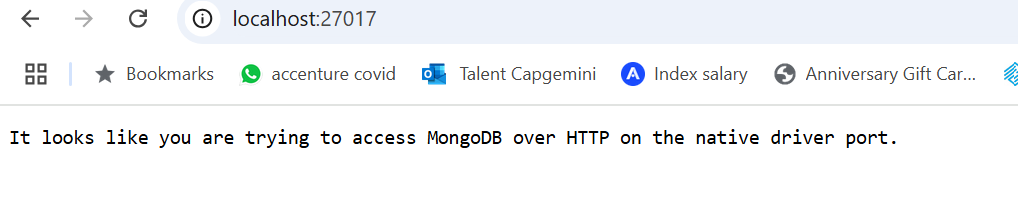 localhost:27017
Bookmarks accenture covid Talent Capgemini Index salary Anniversary Gift Car...
It looks like you are trying to access MongoDB over HTTP on the native driver port.